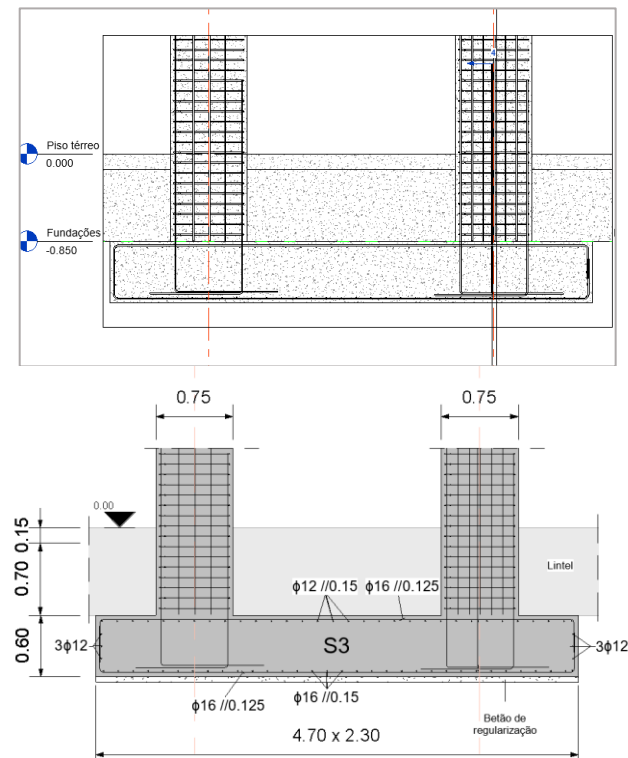 4
Piso térreo
0.000
Fundações
-0.850
0.75
0.75
0.00
0.15
0.70
0.60
Lintel
ϕ12 //0.15
ϕ16 //0.125
S3
3ϕ12
3ϕ12
ϕ16 //0.125
ϕ16 //0.15
Betão de
regularização
4.70 x 2.30